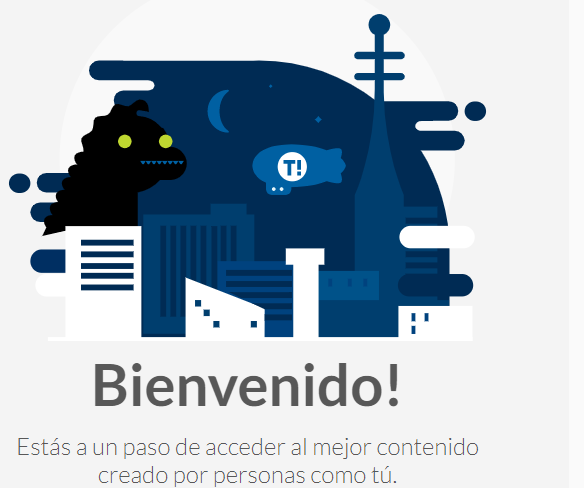 T!
Bienvenido!
Estás a un paso de acceder al mejor contenido
creado por personas como tú.